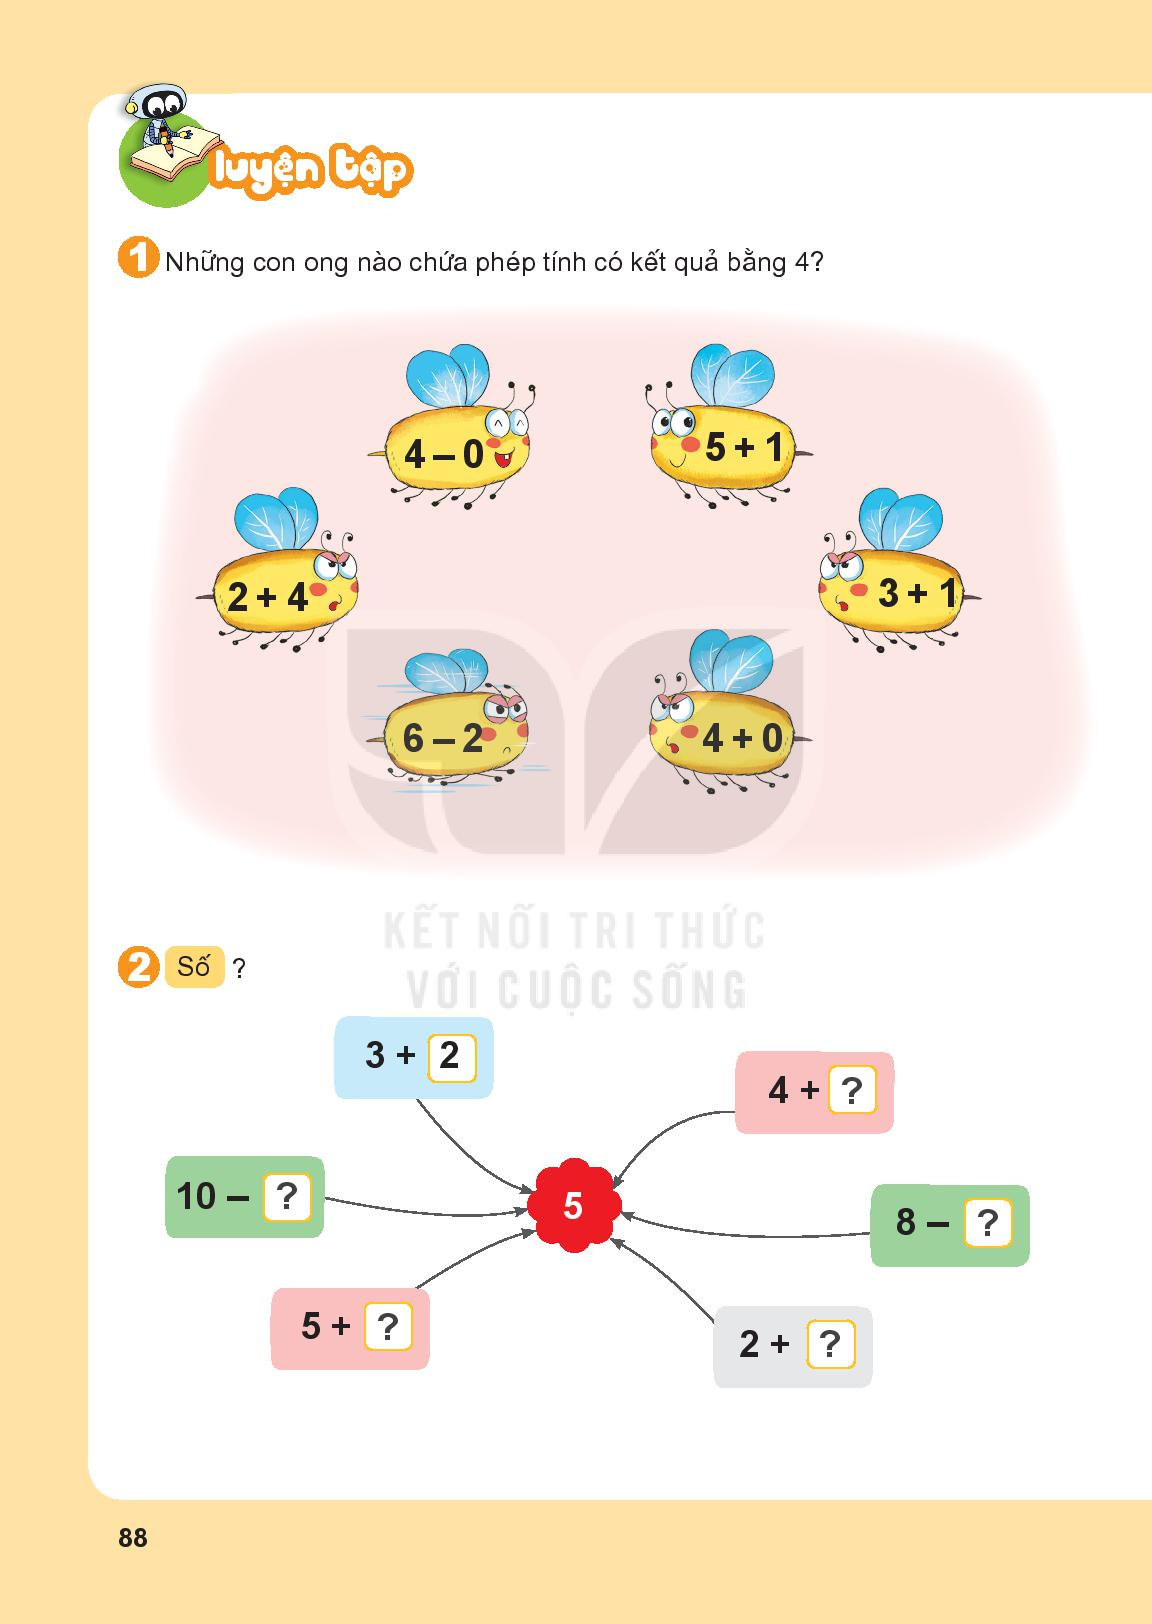 luyện tập
1 Những con ong nào chứa phép tính có kết quả bằng 4?
4 – 0
5 + 1
2 + 4
3 + 1
6 – 2
4 + 0
KẾT NỐI TRI THỨC
VỚI CUỘC SỐNG
2 Số ?
3 + 2
4 + ?
10 – ?
5
8 – ?
5 + ?
2 + ?
88